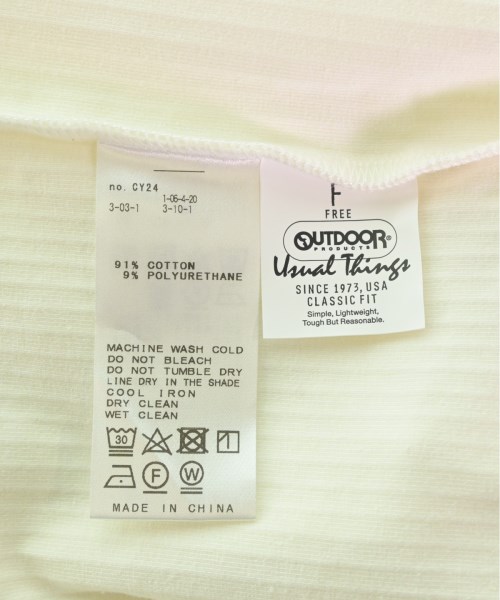 no. CY24
1-06-4-20
3-03-1 3-10-1
91% COTTON
9% POLYURETHANE
MACHINE WASH COLD
DO NOT BLEACH
DO NOT TUMBLE DRY
LINE DRY IN THE SHADE
COOL IRON
DRY CLEAN
WET CLEAN
30
F W
MADE IN CHINA
F
FREE
OUTDOOR®
PRODUCTS
Usual Things
SINCE 1973, USA
CLASSIC FIT
Simple, Lightweight,
Tough But Reasonable.